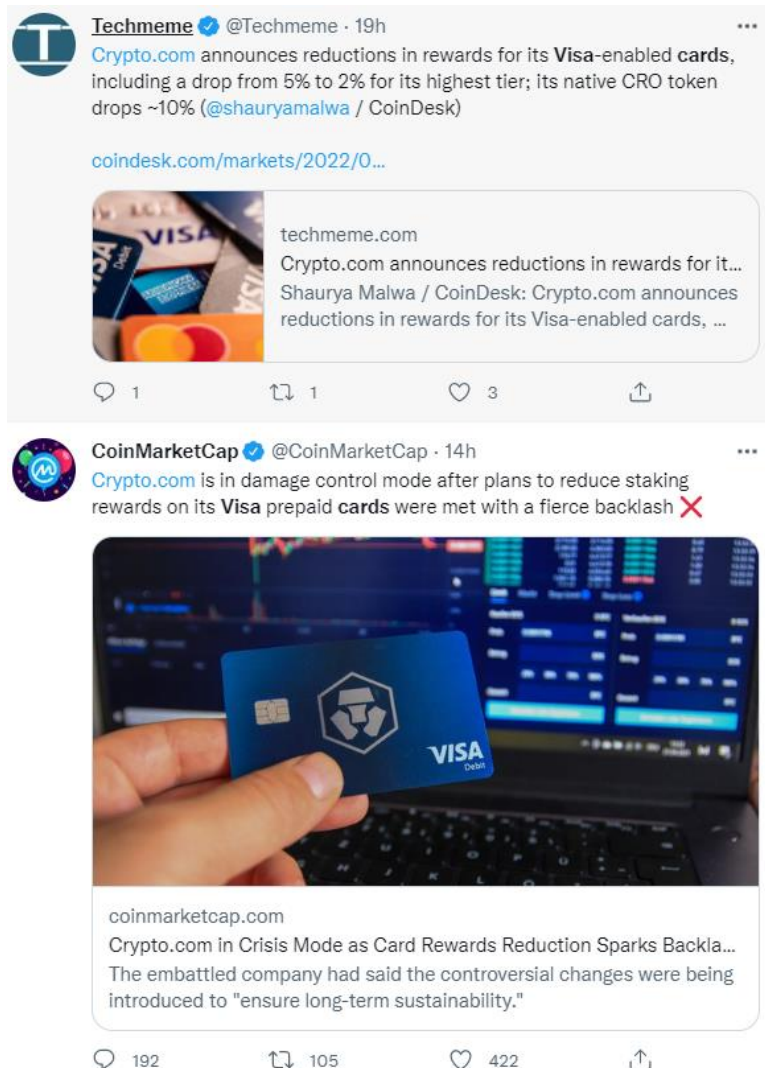 Techmeme @Techmeme · 19h
Crypto.com announces reductions in rewards for its Visa-enabled cards,
including a drop from 5% to 2% for its highest tier; its native CRO token
drops ~10% (@shauryamalwa / CoinDesk)
coindesk.com/markets/2022/0...
VISA
VISA
Debit
VISA
techmeme.com
Crypto.com announces reductions in rewards for it...
Shaurya Malwa / CoinDesk: Crypto.com announces
reductions in rewards for its Visa-enabled cards, ...
1 1 3
CoinMarketCap @CoinMarketCap · 14h
Crypto.com is in damage control mode after plans to reduce staking
rewards on its Visa prepaid cards were met with a fierce backlash ❌
VISA
Debit
coinmarketcap.com
Crypto.com in Crisis Mode as Card Rewards Reduction Sparks Backla...
The embattled company had said the controversial changes were being
introduced to "ensure long-term sustainability."
192 105 422